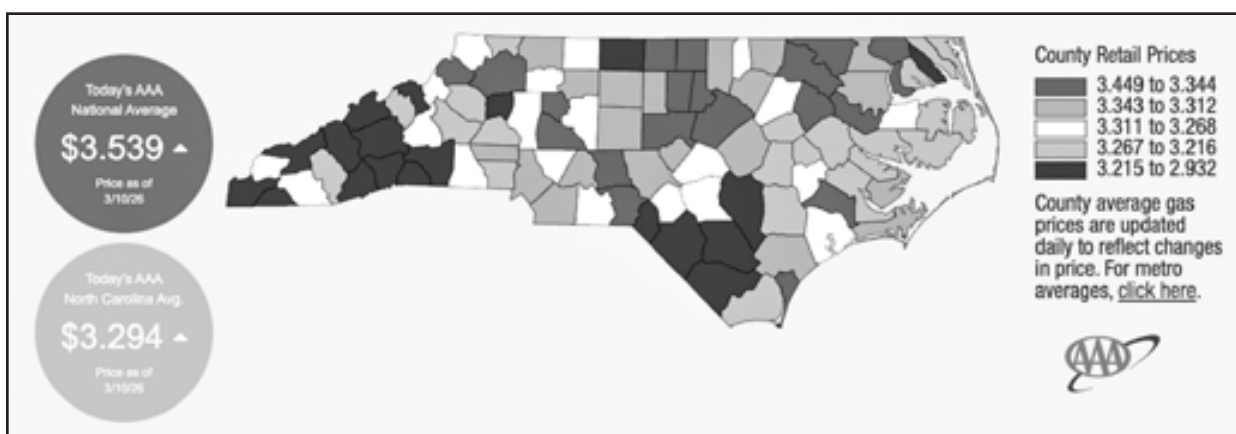 Today's AAA
National Average
$3.539
Price as of
3/10/26
Today's AAA
North Carolina Avg.
$3.294
Price as of
3/10/26
County Retail Prices
3.449 to 3.344
3.343 to 3.312
3.311 to 3.268
3.267 to 3.216
3.215 to 2.932
County average gas
prices are updated
daily to reflect changes
in price. For metro
averages, click here.
AAA